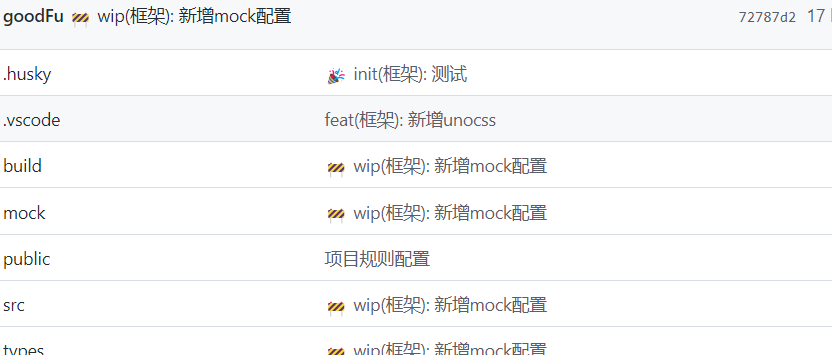 goodFu 🚧 wip(框架): 新增mock配置 72787d2 17
.husky 🎉 init(框架): 测试
.vscode feat(框架): 新增unocss
build 🚧 wip(框架): 新增mock配置
mock 🚧 wip(框架): 新增mock配置
public 项目规则配置
src 🚧 wip(框架): 新增mock配置
types 🚧 wip(框架): 新增mock配置